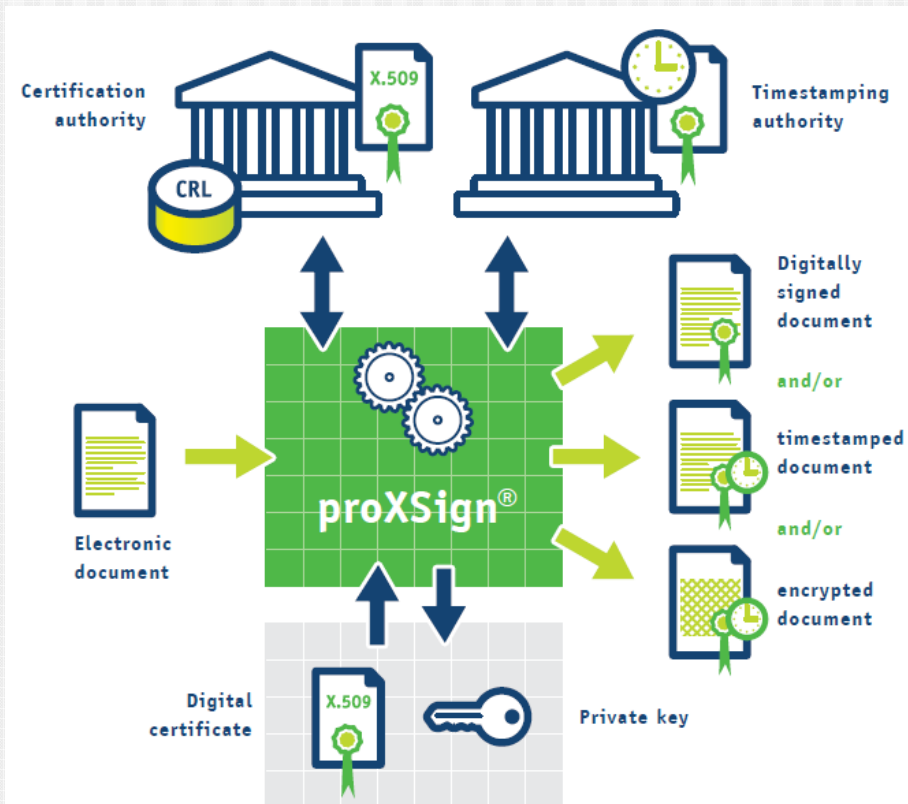 Certification
authority
X.509
CRL
Timestamping
authority
Digitally
signed
document
and/or
timestamped
document
and/or
encrypted
document
Electronic
document
proXSign®
Digital
certificate
X.509
Private key